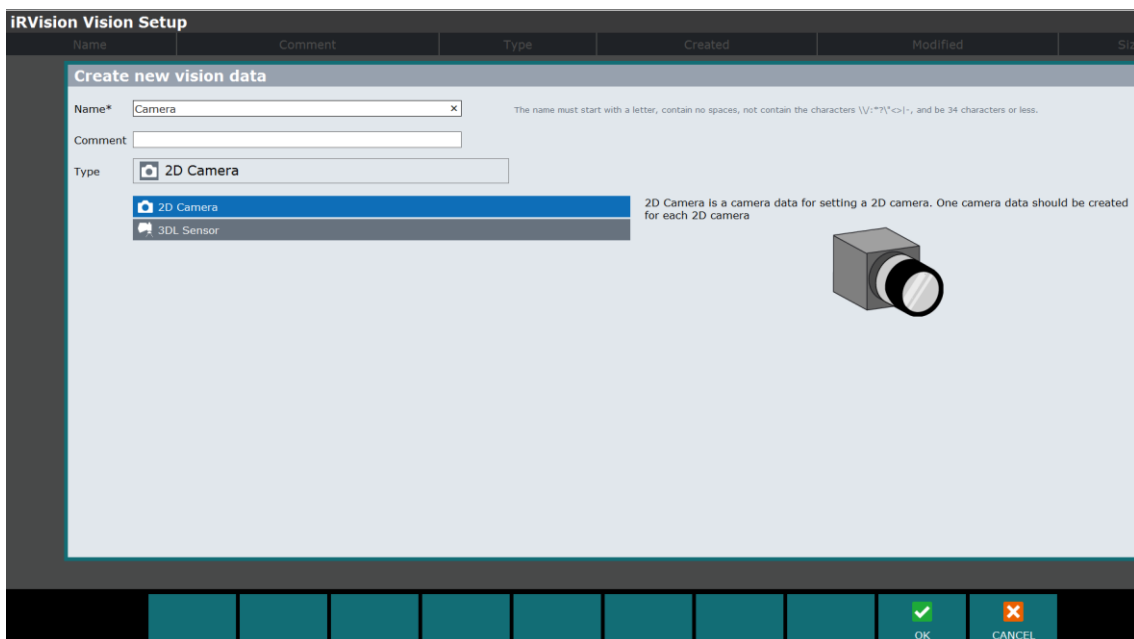 iRVision Vision Setup
Name Comment Type Created Modified
Create new vision data
Name* Camera × The name must start with a letter, contain no spaces, not contain the characters \\/:*?\"<>|-, and be 34 characters or less.
Comment
Type 2D Camera
2D Camera
3DL Sensor
2D Camera is a camera data for setting a 2D camera. One camera data should be created
for each 2D camera
OK CANCEL